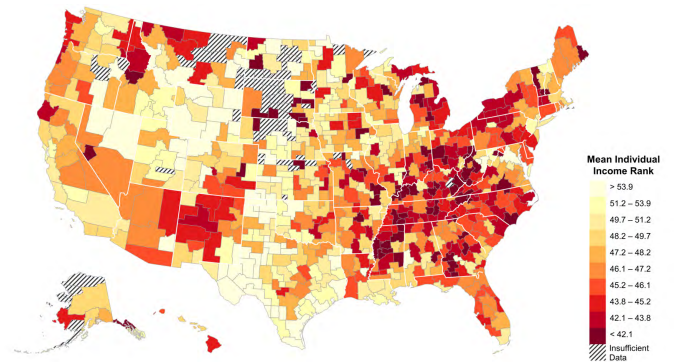 Mean Individual
Income Rank
> 53.9
51.2 – 53.9
49.7 – 51.2
48.2 – 49.7
47.2 – 48.2
46.1 – 47.2
45.2 – 46.1
43.8 – 45.2
42.1 – 43.8
< 42.1
Insufficient
Data